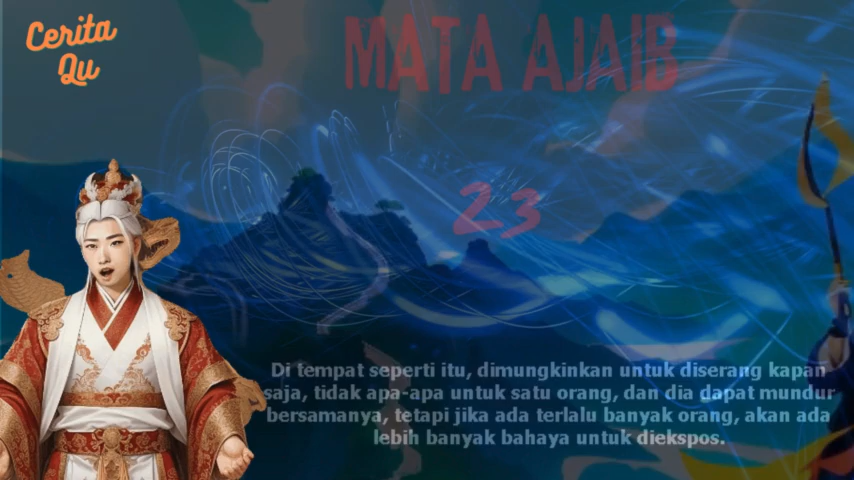 Cerita
Qu
MATA AJAIB
23
Di tempat seperti itu, dimungkinkan untuk diserang kapan
saja, tidak apa-apa untuk satu orang, dan dia dapat mundur
bersamanya, tetapi jika ada terlalu banyak orang, akan ada
lebih banyak bahaya untuk diekspos.